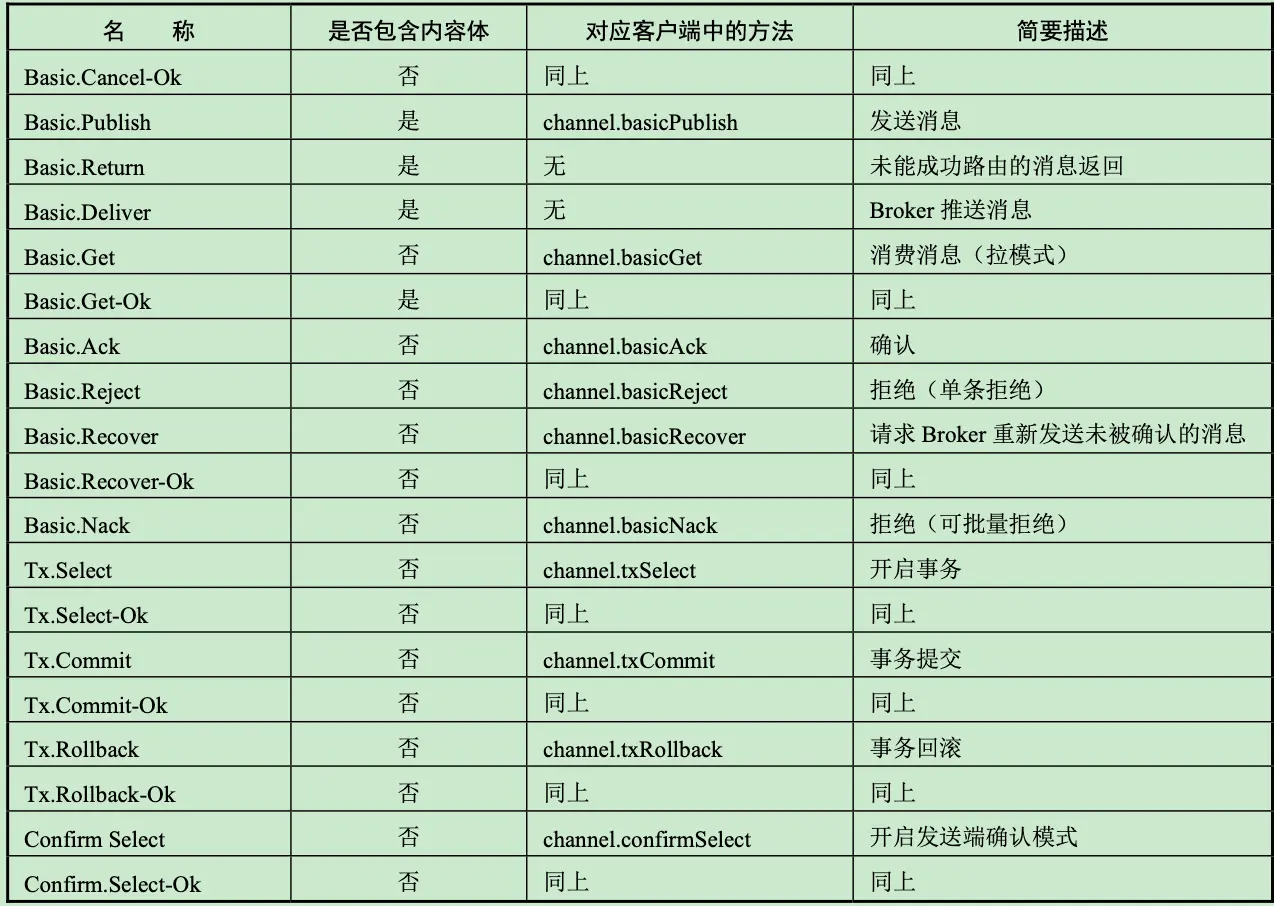 名 称 是否包含内容体 对应客户端中的方法 简要描述
Basic.Cancel-Ok 否 同上 同上
Basic.Publish 是 channel.basicPublish 发送消息
Basic.Return 是 无 未能成功路由的消息返回
Basic.Deliver 是 无 Broker 推送消息
Basic.Get 否 channel.basicGet 消费消息（拉模式）
Basic.Get-Ok 是 同上 同上
Basic.Ack 否 channel.basicAck 确认
Basic.Reject 否 channel.basicReject 拒绝（单条拒绝）
Basic.Recover 否 channel.basicRecover 请求 Broker 重新发送未被确认的消息
Basic.Recover-Ok 否 同上 同上
Basic.Nack 否 channel.basicNack 拒绝（可批量拒绝）
Tx.Select 否 channel.txSelect 开启事务
Tx.Select-Ok 否 同上 同上
Tx.Commit 否 channel.txCommit 事务提交
Tx.Commit-Ok 否 同上 同上
Tx.Rollback 否 channel.txRollback 事务回滚
Tx.Rollback-Ok 否 同上 同上
Confirm Select 否 channel.confirmSelect 开启发送端确认模式
Confirm.Select-Ok 否 同上 同上